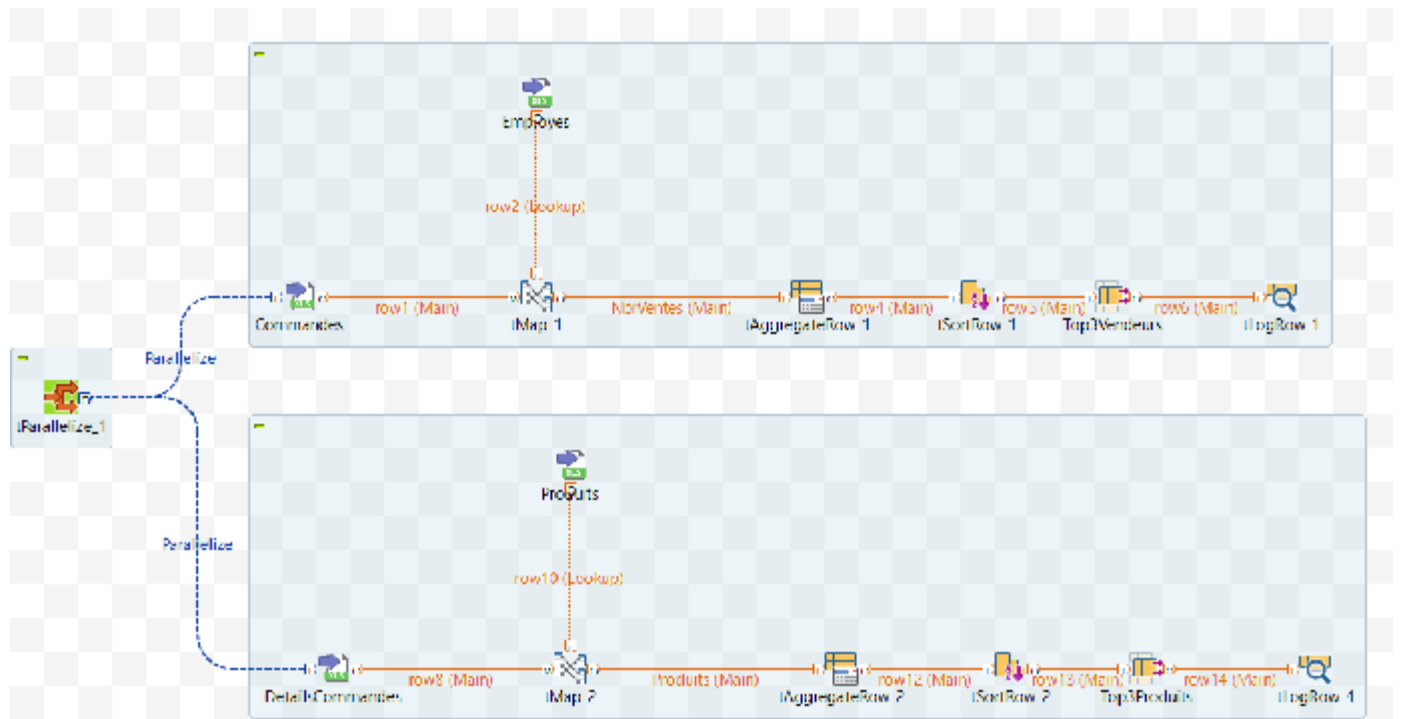 Employes
row2 (Lookup)
row1 (Main)
NbrVentes (Main)
row4 (Main)
row5 (Main)
row6 (Main)
Commandes
tMap_1
tAggregateRow_1
tSortRow_1
Top3Vendeurs
tLogRow_1
Parallelize
tParallelize_1
Produits
Parallelize
row10 (Lookup)
row8 (Main)
Produits (Main)
row12 (Main)
row13 (Main)
row14 (Main)
DetailsCommandes
tMap_2
tAggregateRow_2
tSortRow_2
Top3Produits
tLogRow_4